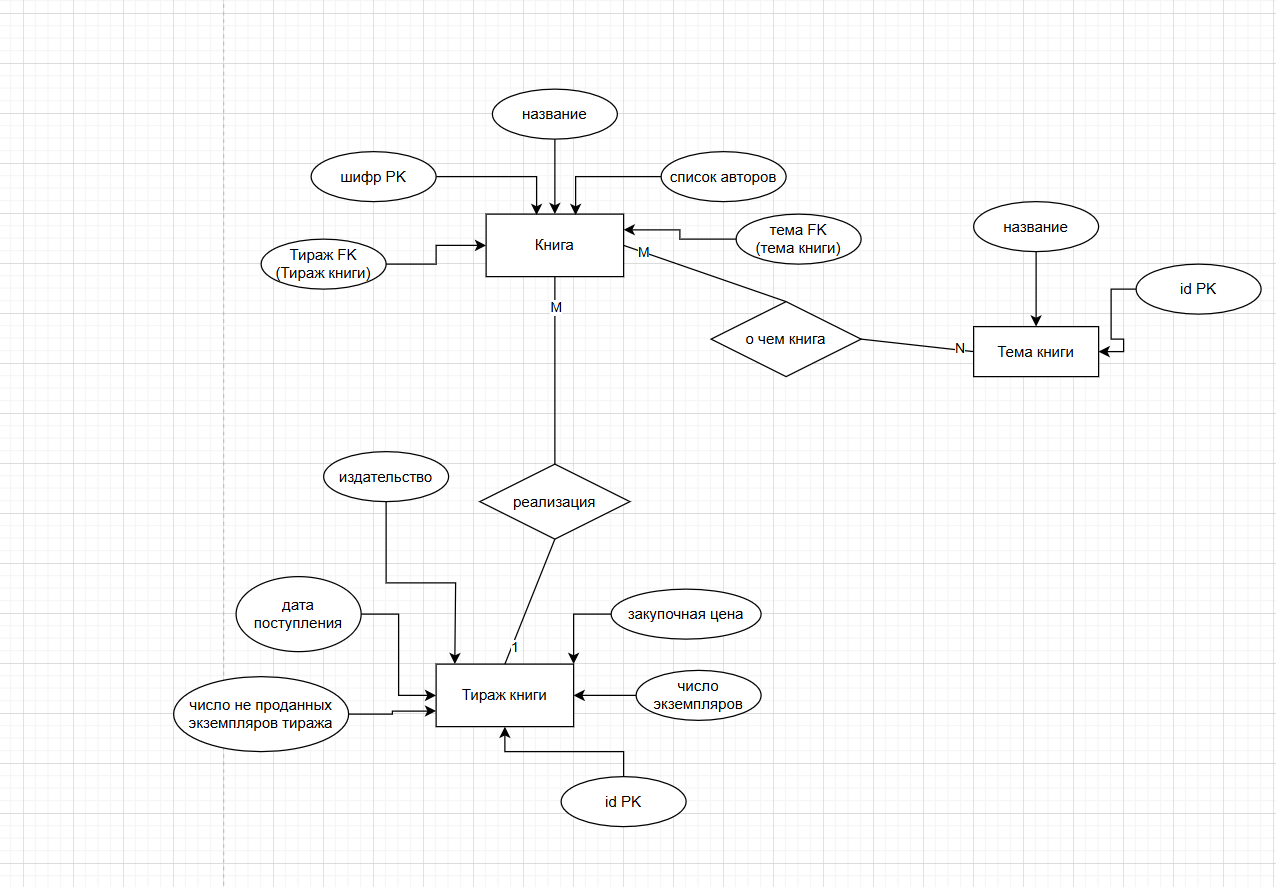 название
шифр PK
список авторов
Книга
тема FK
(тема книги)
Тираж FK
(Тираж книги)
M
M
название
id PK
о чем книга
N
Тема книги
издательство
реализация
дата
поступления
закупочная цена
1
Тираж книги
число
экземпляров
число не проданных
экземпляров тиража
id PK